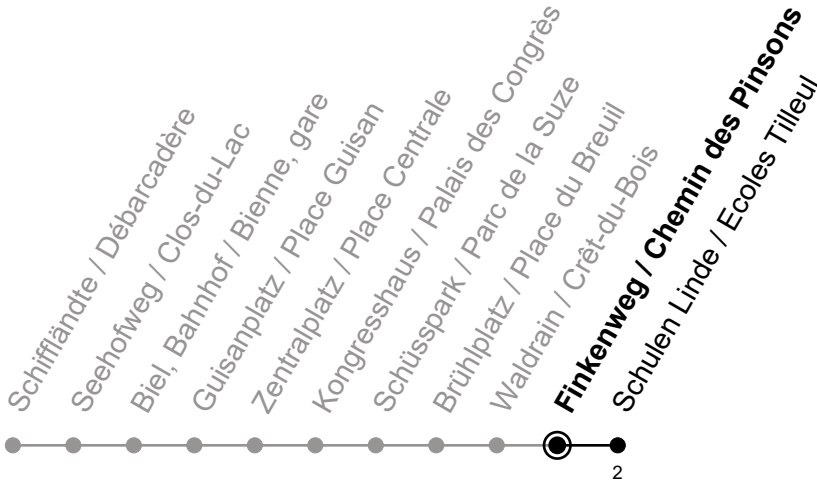 Schiffländte / Débarcadère
Seehofweg / Clos-du-Lac
Biel, Bahnhof / Bienne, gare
Guisanplatz / Place Guisan
Zentralplatz / Place Centrale
Kongresshaus / Palais des Congrès
Schüsspark / Parc de la Suze
Brühlplatz / Place du Breuil
Waldrain / Crêt-du-Bois
Finkenweg / Chemin des Pinsons
Schulen Linde / Ecoles Tilleul
2